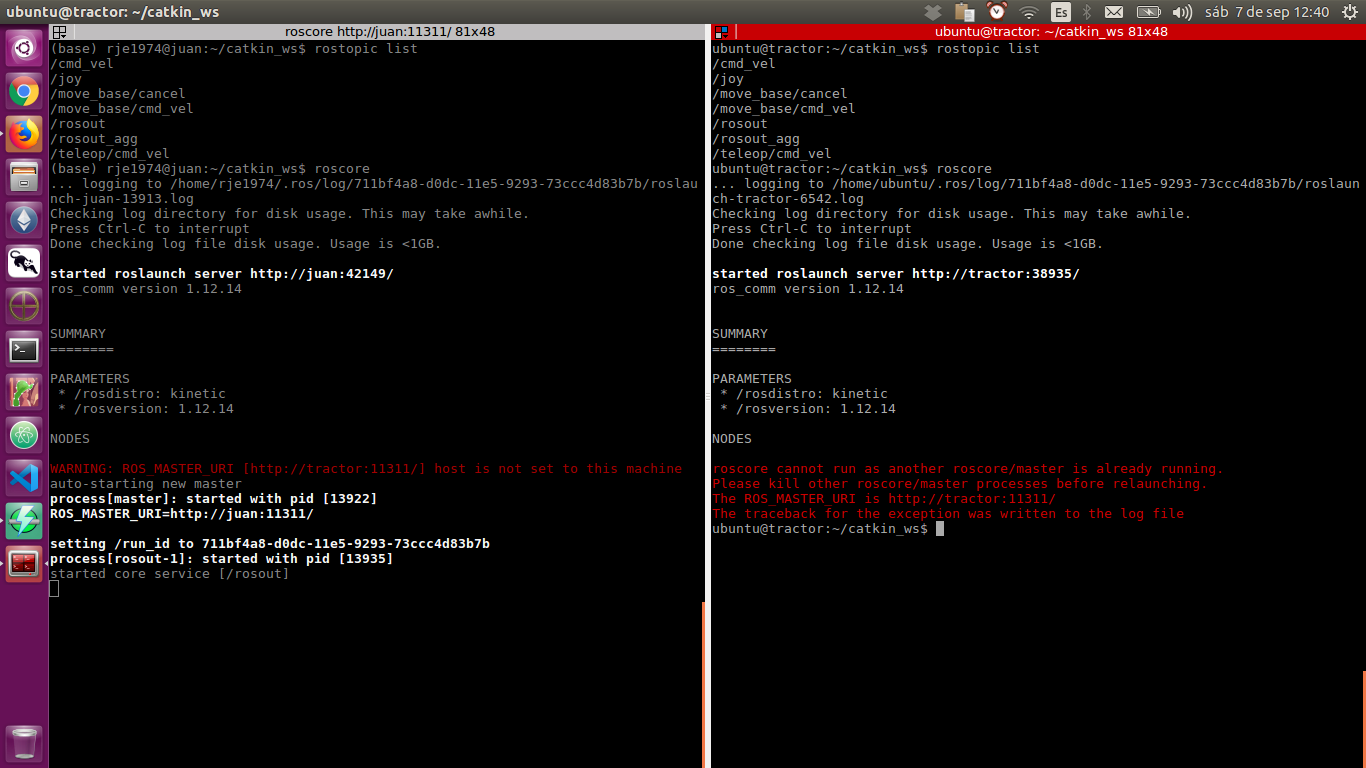 ubuntu@tractor: ~/catkin_ws
Es
sáb 7 de sep 12:40
roscore http://juan:11311/ 81x48
(base) rje1974@juan:~/catkin_ws$ rostopic list
/cmd_vel
/joy
/move_base/cancel
/move_base/cmd_vel
/rosout
/rosout_agg
/teleop/cmd_vel
(base) rje1974@juan:~/catkin_ws$ roscore
... logging to /home/rje1974/.ros/log/711bf4a8-d0dc-11e5-9293-73ccc4d83b7b/roslau
nch-juan-13913.log
Checking log directory for disk usage. This may take awhile.
Press Ctrl-C to interrupt
Done checking log file disk usage. Usage is <1GB.
started roslaunch server http://juan:42149/
ros_comm version 1.12.14
SUMMARY
========
PARAMETERS
 * /rosdistro: kinetic
 * /rosversion: 1.12.14
NODES
WARNING: ROS_MASTER_URI [http://tractor:11311/] host is not set to this machine
auto-starting new master
process[master]: started with pid [13922]
ROS_MASTER_URI=http://juan:11311/
setting /run_id to 711bf4a8-d0dc-11e5-9293-73ccc4d83b7b
process[rosout-1]: started with pid [13935]
started core service [/rosout]
ubuntu@tractor: ~/catkin_ws 81x48
ubuntu@tractor:~/catkin_ws$ rostopic list
/cmd_vel
/joy
/move_base/cancel
/move_base/cmd_vel
/rosout
/rosout_agg
/teleop/cmd_vel
ubuntu@tractor:~/catkin_ws$ roscore
... logging to /home/ubuntu/.ros/log/711bf4a8-d0dc-11e5-9293-73ccc4d83b7b/roslaun
ch-tractor-6542.log
Checking log directory for disk usage. This may take awhile.
Press Ctrl-C to interrupt
Done checking log file disk usage. Usage is <1GB.
started roslaunch server http://tractor:38935/
ros_comm version 1.12.14
SUMMARY
========
PARAMETERS
 * /rosdistro: kinetic
 * /rosversion: 1.12.14
NODES
roscore cannot run as another roscore/master is already running.
Please kill other roscore/master processes before relaunching.
The ROS_MASTER_URI is http://tractor:11311/
The traceback for the exception was written to the log file
ubuntu@tractor:~/catkin_ws$